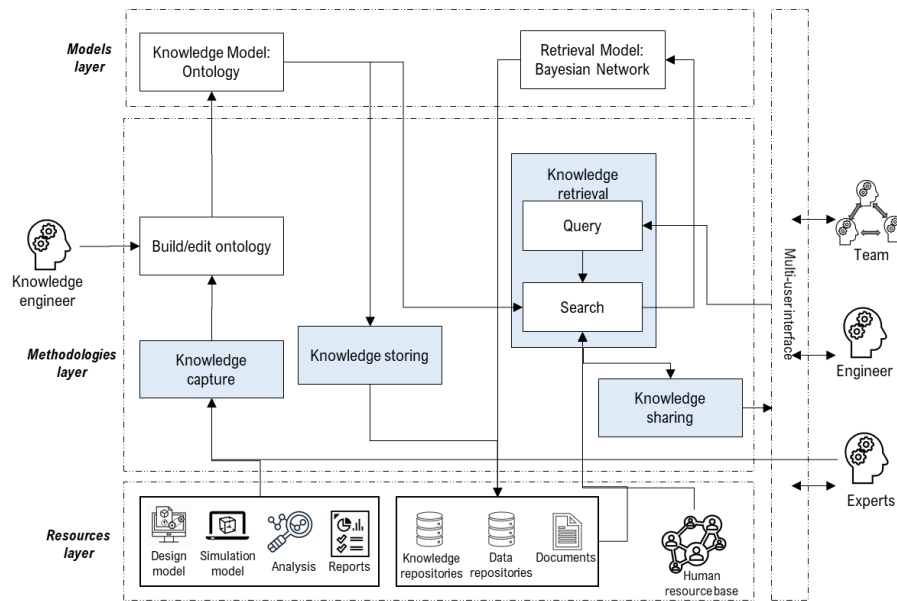 Models
layer
Knowledge Model:
Ontology
Retrieval Model:
Bayesian Network
Knowledge
retrieval
Query
Search
Build/edit ontology
Knowledge
engineer
Methodologies
layer
Knowledge
capture
Knowledge storing
Knowledge
sharing
Multi-user interface
Team
Engineer
Experts
Resources
layer
Design
model
Simulation
model
Analysis
Reports
Knowledge
repositories
Data
repositories
Documents
Human
resource base